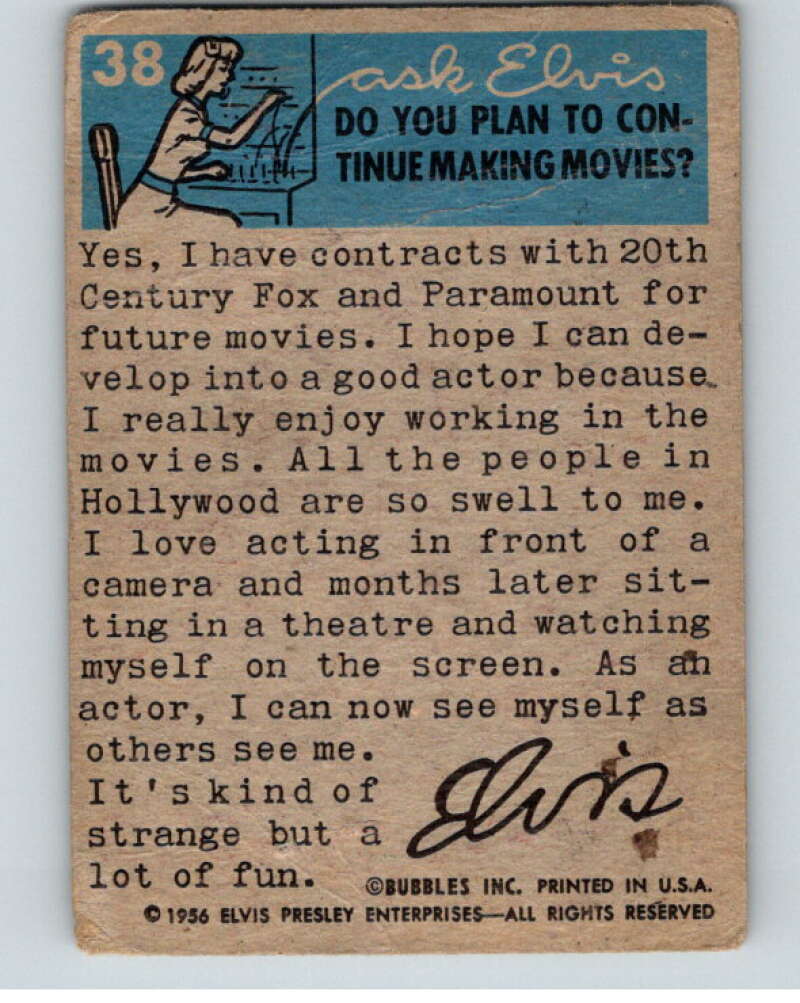 38
ask Elvis
DO YOU PLAN TO CON-
TINUE MAKING MOVIES?
Yes, I have contracts with 20th
Century Fox and Paramount for
future movies. I hope I can de-
velop into a good actor because
I really enjoy working in the
movies. All the people in
Hollywood are so swell to me.
I love acting in front of a
camera and months later sit-
ting in a theatre and watching
myself on the screen. As an
actor, I can now see myself as
others see me.
It's kind of
strange but a
lot of fun.
Elvis
©BUBBLES INC. PRINTED IN U.S.A.
© 1956 ELVIS PRESLEY ENTERPRISES—ALL RIGHTS RESERVED